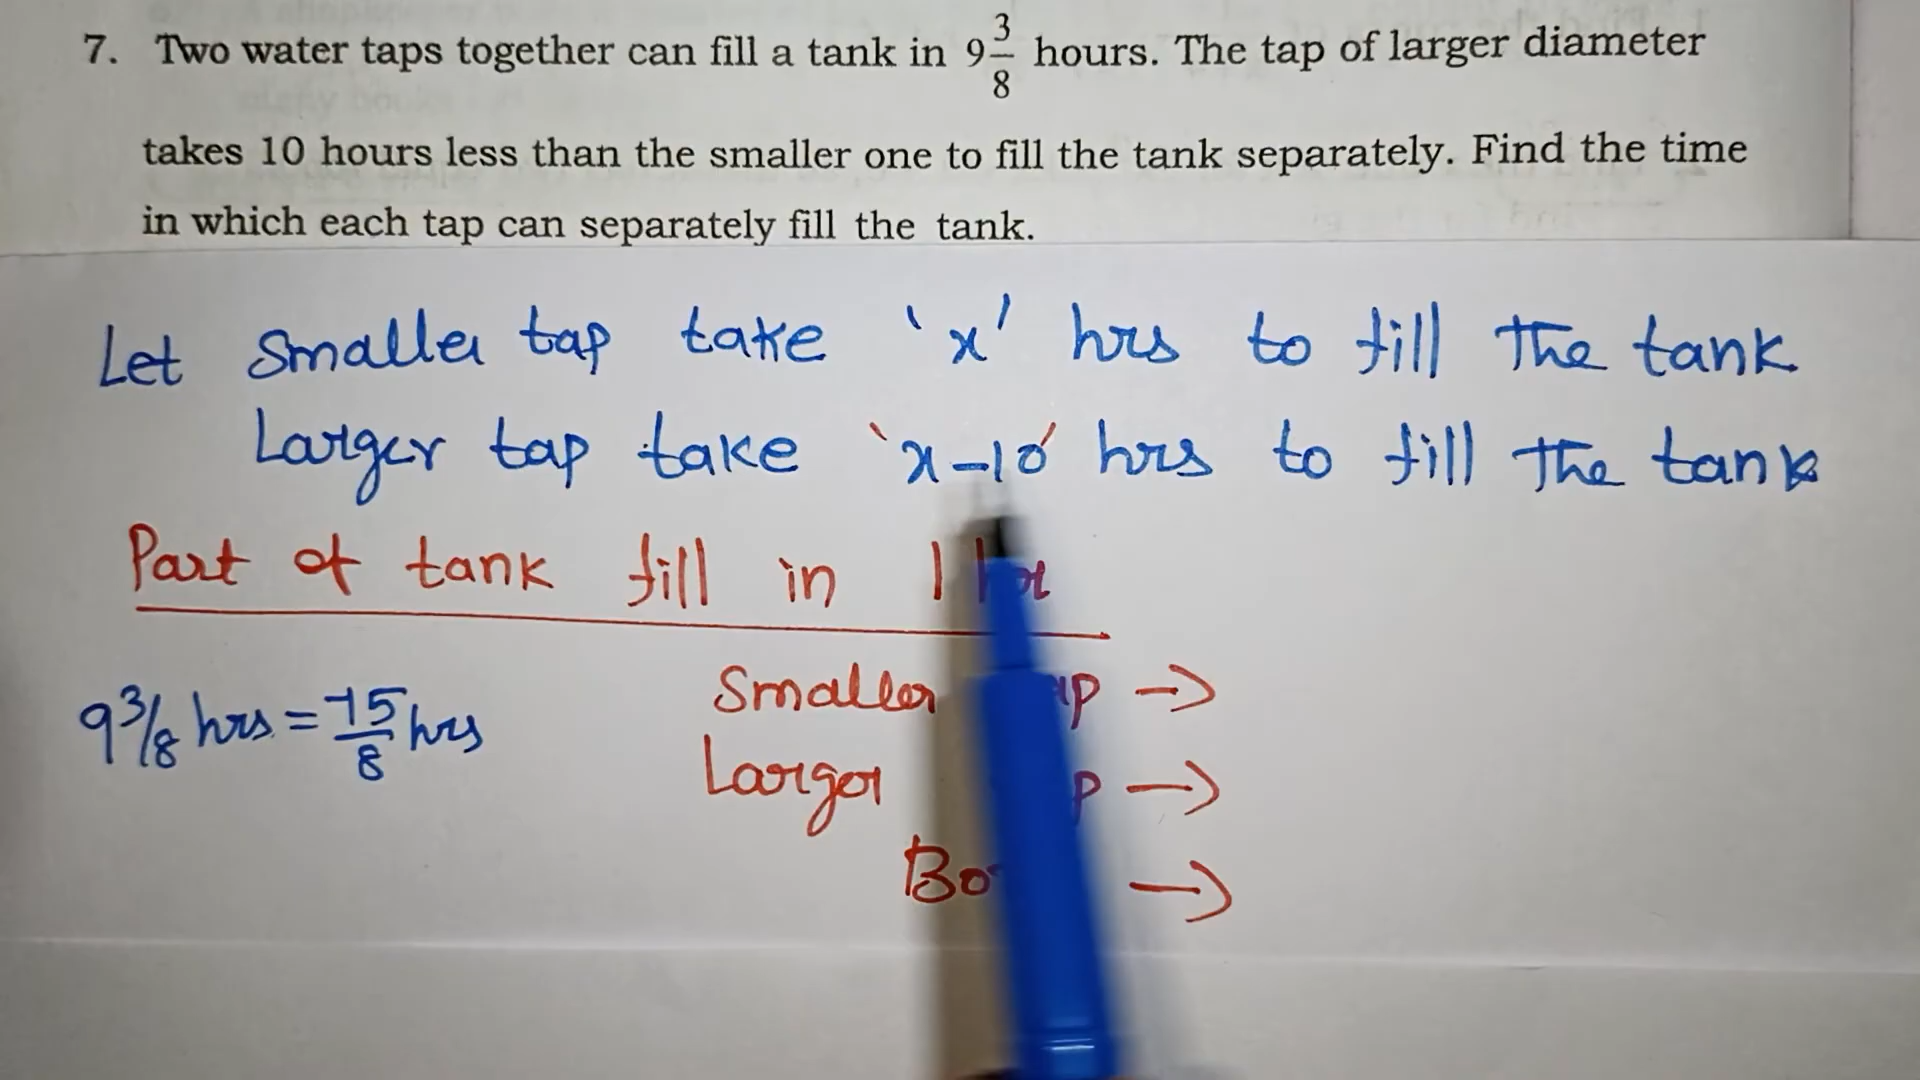 7. Two water taps together can fill a tank in 9 3/8 hours. The tap of larger diameter
takes 10 hours less than the smaller one to fill the tank separately. Find the time
in which each tap can separately fill the tank.
Let Smaller tap take 'x' hrs to fill The tank
Larger tap take 'x-10' hrs to fill The tank
Part of tank fill in 1
9 3/8 hrs = 75/8 hrs
Smaller →
Larger →
→